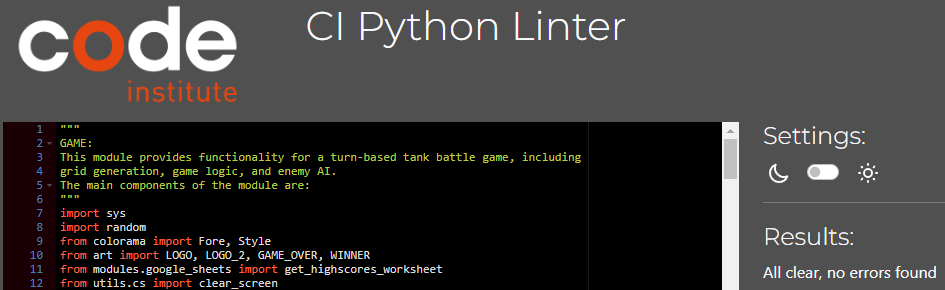 code
institute
CI Python Linter
1 """
2 GAME:
3 This module provides functionality for a turn-based tank battle game, including
4 grid generation, game logic, and enemy AI.
5 The main components of the module are:
6 """
7 import sys
8 import random
9 from colorama import Fore, Style
10 from art import LOGO, LOGO_2, GAME_OVER, WINNER
11 from modules.google_sheets import get_highscores_worksheet
12 from utils.cs import clear_screen
Settings:
Results:
All clear, no errors found